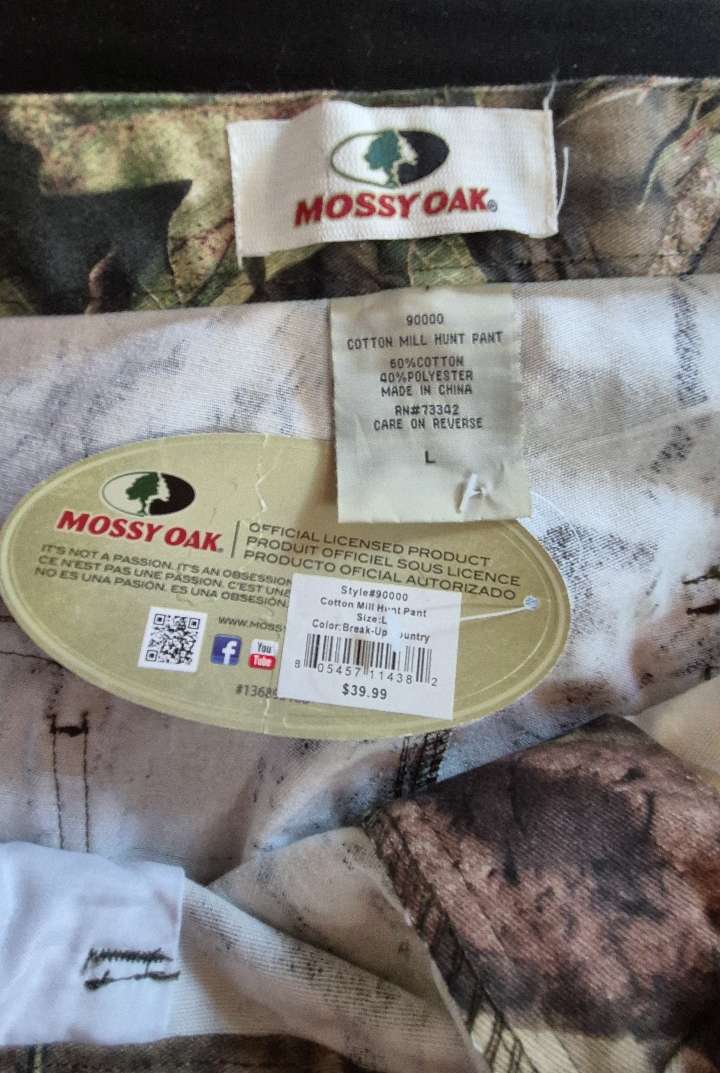 MOSSY OAK®
90000
COTTON MILL HUNT PANT
60%COTTON
40%POLYESTER
MADE IN CHINA
RN#73342
CARE ON REVERSE
L
MOSSY OAK®
OFFICIAL LICENSED PRODUCT
PRODUIT OFFICIEL SOUS LICENCE
PRODUCTO OFICIAL AUTORIZADO
IT'S NOT A PASSION. IT'S AN OBSESSION
CE N'EST PAS UNE PASSION. C'EST UNE
NO ES UNA PASIÓN. ES UNA OBSESIÓN.
f
You
Tube
Style#90000
Cotton Mill Hunt Pant
Size:L
Color:Break-Up
8 05457 11438 2
$39.99